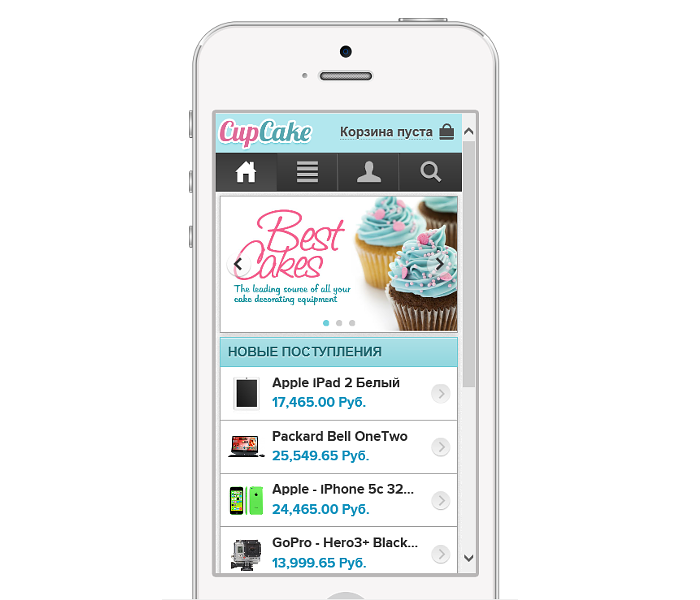 CupCake
Корзина пуста
Best
Cakes
The leading source of all your
cake decorating equipment
НОВЫЕ ПОСТУПЛЕНИЯ
Apple iPad 2 Белый
17,465.00 Руб.
Packard Bell OneTwo
25,549.65 Руб.
Apple - iPhone 5c 32...
24,465.00 Руб.
GoPro - Hero3+ Black...
13,999.65 Руб.